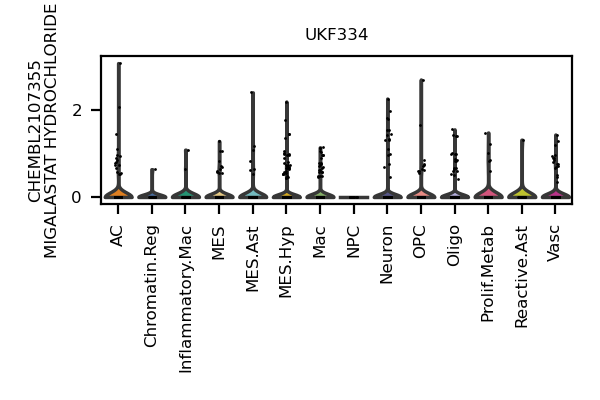 UKF334
CHEMBL2107355
MIGALASTAT HYDROCHLORIDE
2
0
AC
Chromatin.Reg
Inflammatory.Mac
MES
MES.Ast
MES.Hyp
Mac
NPC
Neuron
OPC
Oligo
Prolif.Metab
Reactive.Ast
Vasc